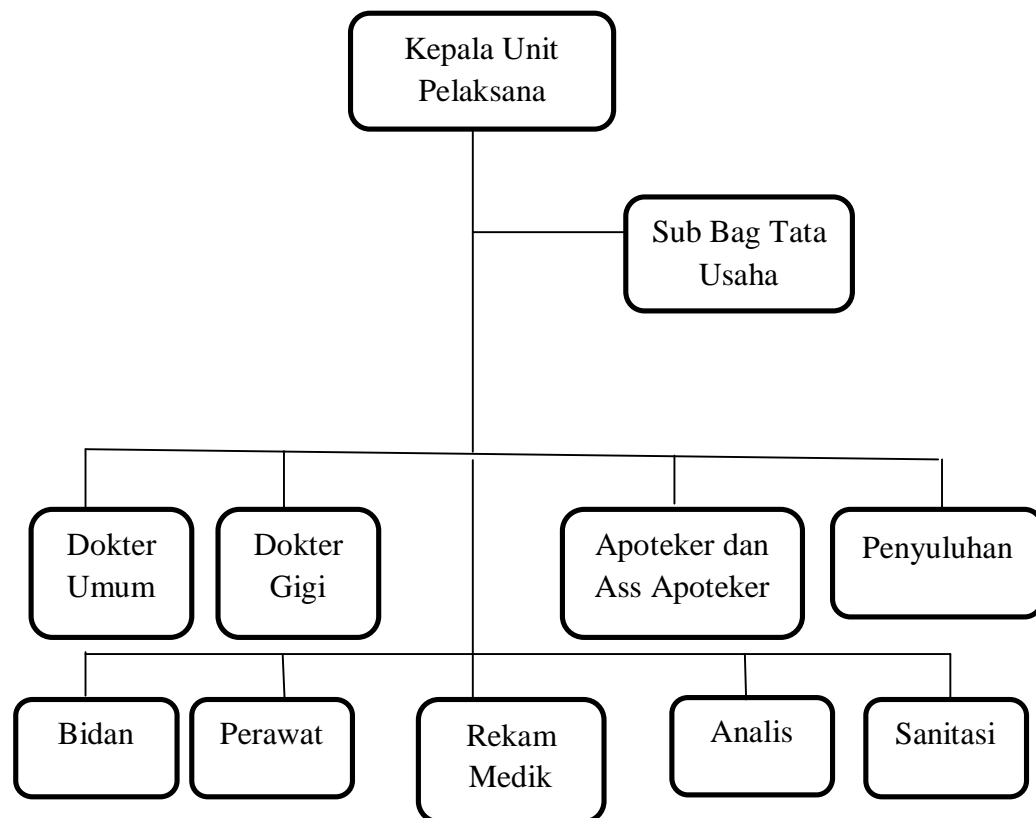 Kepala Unit
Pelaksana
Sub Bag Tata
Usaha
Dokter
Umum
Dokter
Gigi
Apoteker dan
Ass Apoteker
Penyuluhan
Bidan
Perawat
Rekam
Medik
Analis
Sanitasi